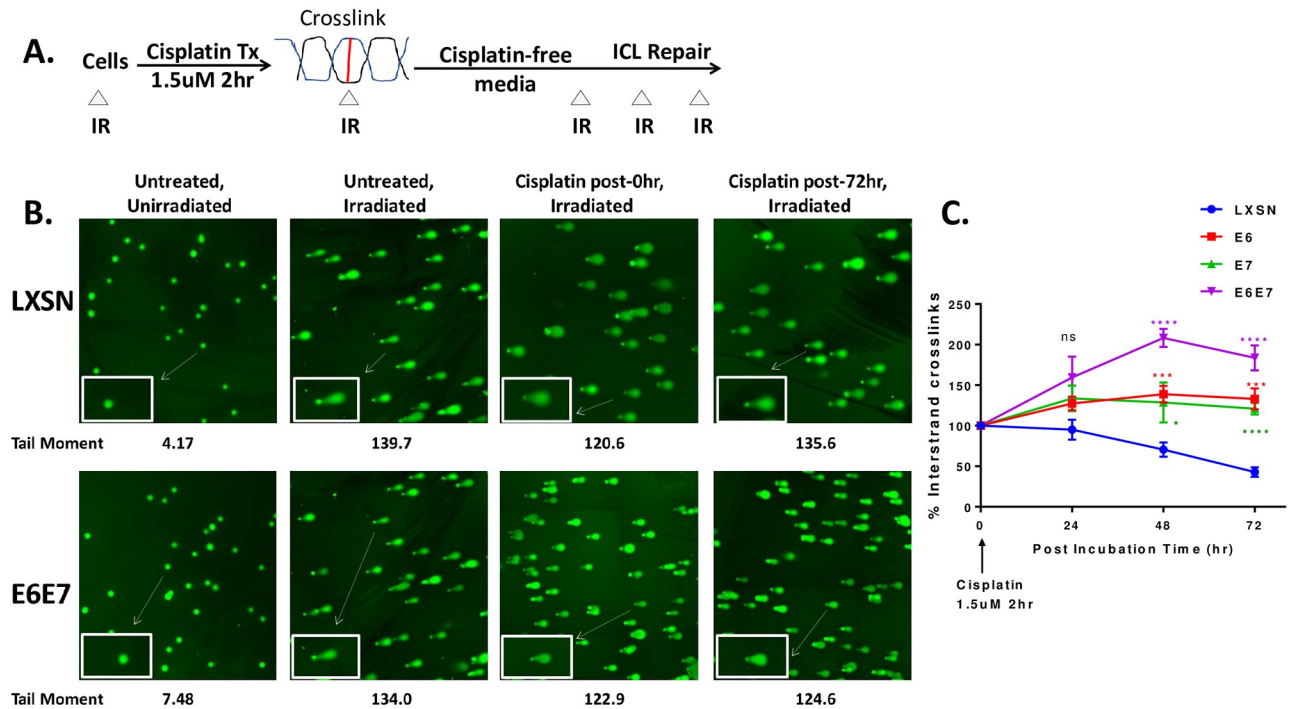 A.
Cells
Cisplatin Tx
1.5uM 2hr
Crosslink
Cisplatin-free
media
ICL Repair
IR
IR
IR
IR
IR
B.
Untreated,
Unirradiated
Untreated,
Irradiated
Cisplatin post-0hr,
Irradiated
Cisplatin post-72hr,
Irradiated
LXSN
Tail Moment 4.17 139.7 120.6 135.6
E6E7
Tail Moment 7.48 134.0 122.9 124.6
C.
LXSN
E6
E7
E6E7
% Interstrand crosslinks
250
200
150
100
50
0
ns
****
****
***
***
*
****
0 24 48 72
Post Incubation Time (hr)
Cisplatin
1.5uM 2hr